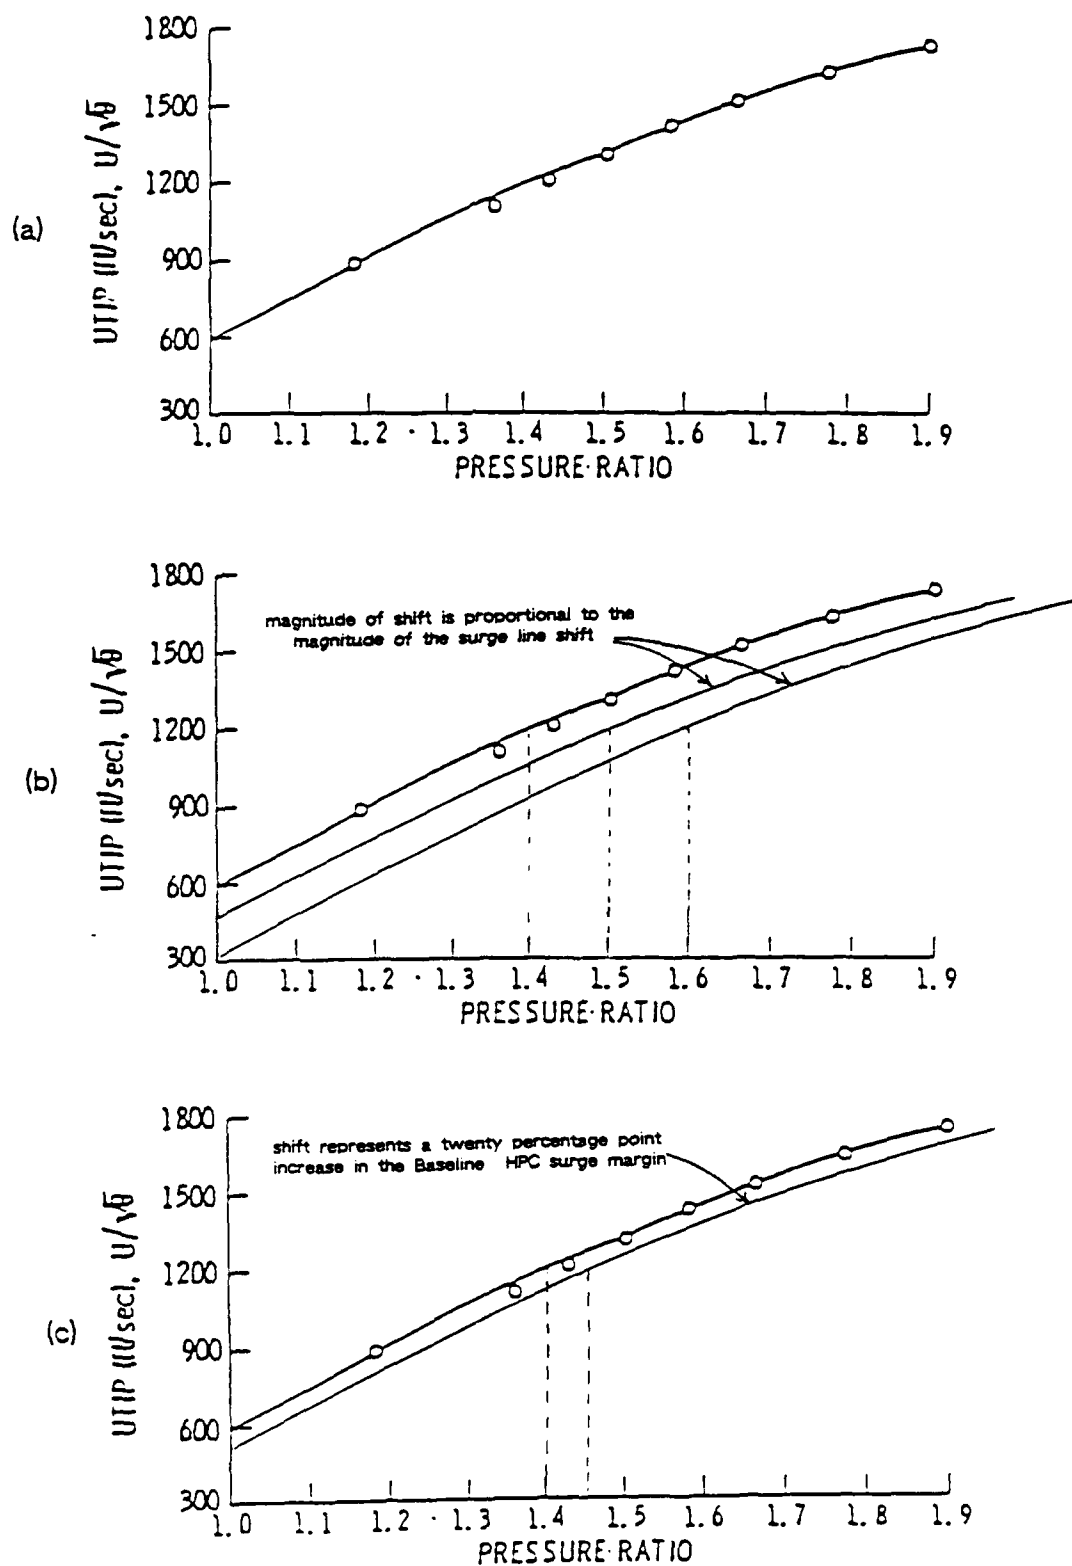 (a)
UTIP (ft/sec), U/√θ
1800
1500
1200
900
600
300
1.0 1.1 1.2 1.3 1.4 1.5 1.6 1.7 1.8 1.9
PRESSURE·RATIO
(b)
UTIP (ft/sec), U/√θ
1800
magnitude of shift is proportional to the
magnitude of the surge line shift
1500
1200
900
600
300
1.0 1.1 1.2 1.3 1.4 1.5 1.6 1.7 1.8 1.9
PRESSURE·RATIO
(c)
UTIP (ft/sec), U/√θ
1800
shift represents a twenty percentage point
increase in the Baseline HPC surge margin
1500
1200
900
600
300
1.0 1.1 1.2 1.3 1.4 1.5 1.6 1.7 1.8 1.9
PRESSURE·RATIO